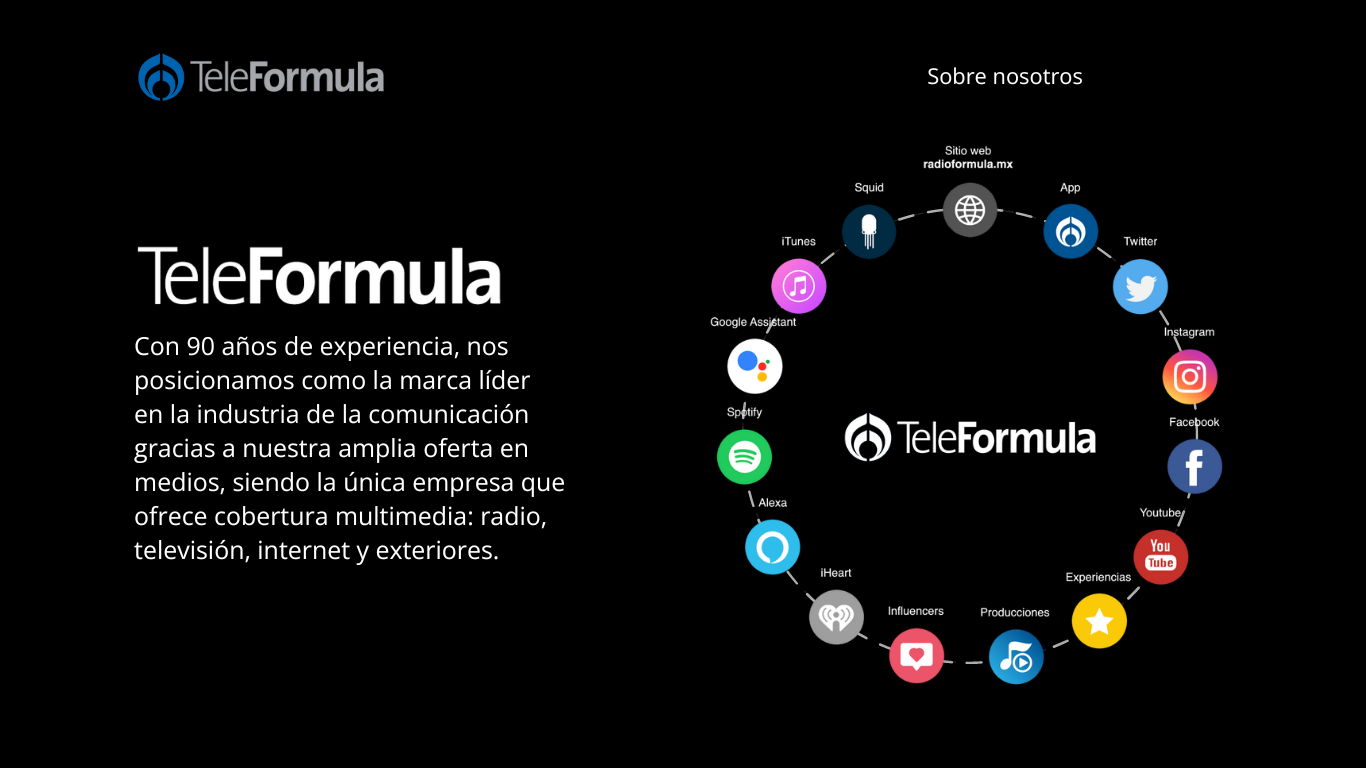 TeleFormula
Sobre nosotros
TeleFormula
Con 90 años de experiencia, nos
posicionamos como la marca líder
en la industria de la comunicación
gracias a nuestra amplia oferta en
medios, siendo la única empresa que
ofrece cobertura multimedia: radio,
televisión, internet y exteriores.
Sitio web
radioformula.mx
App
Twitter
Instagram
Facebook
Youtube
You
Tube
Experiencias
Producciones
Influencers
iHeart
Alexa
Spotify
Google Assistant
iTunes
Squid
TeleFormula